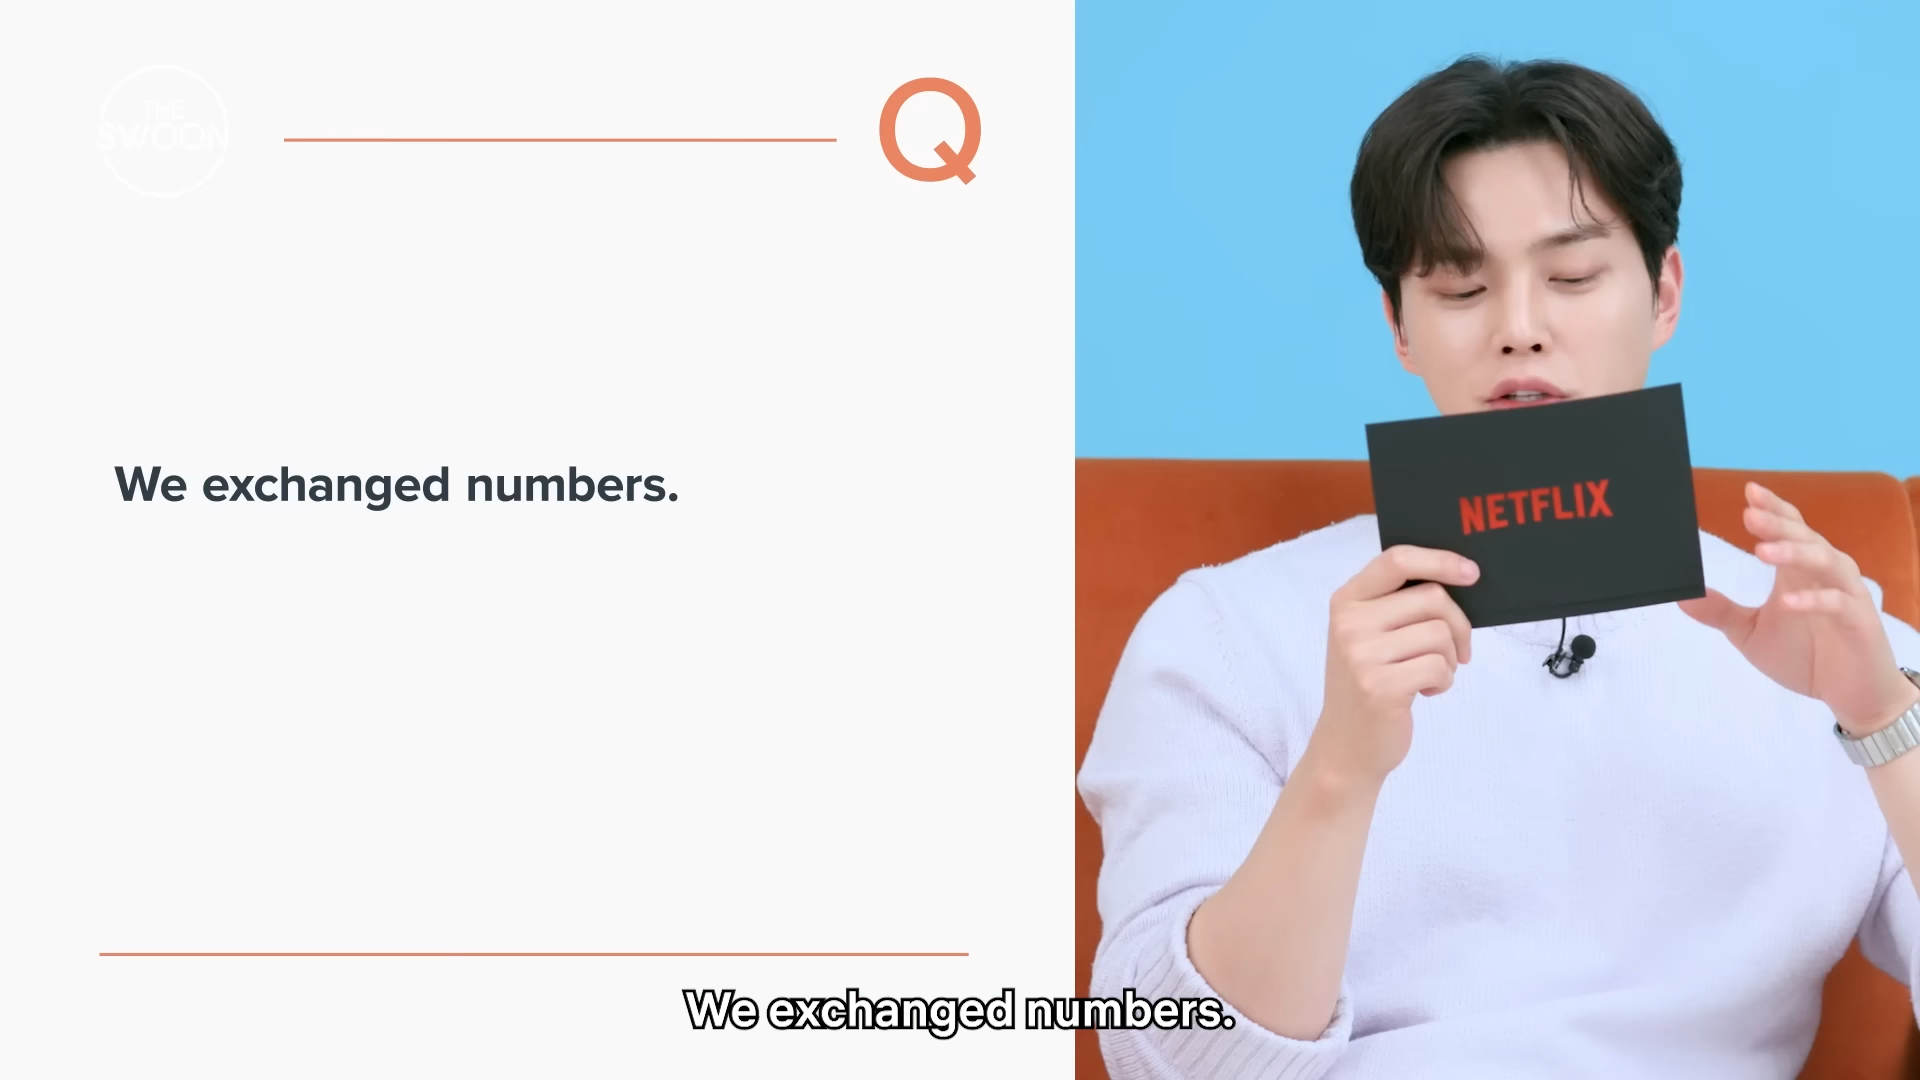 THE
SWOON
Q
We exchanged numbers.
NETFLIX
We exchanged numbers.